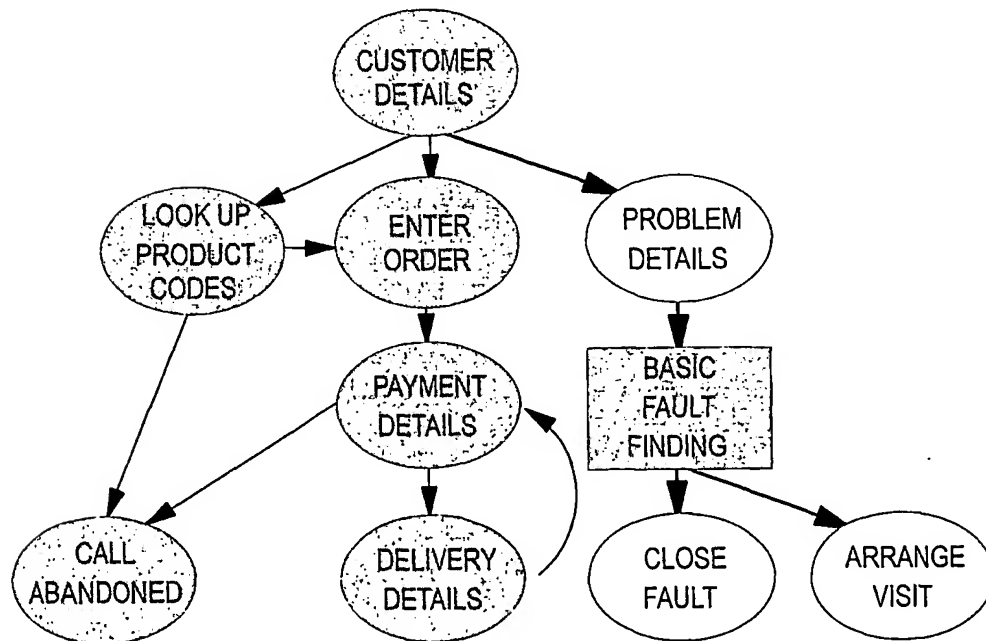 CUSTOMER
DETAILS
LOOK UP
PRODUCT
CODES
ENTER
ORDER
PROBLEM
DETAILS
PAYMENT
DETAILS
BASIC
FAULT
FINDING
CALL
ABANDONED
DELIVERY
DETAILS
CLOSE
FAULT
ARRANGE
VISIT